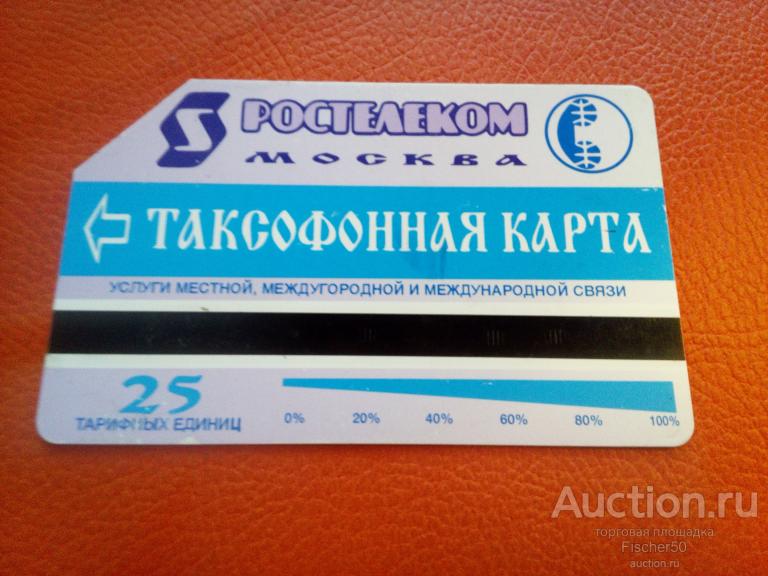 РОСТЕЛЕКОМ
МОСКВА
ТАКСОФОННАЯ КАРТА
УСЛУГИ МЕСТНОЙ, МЕЖДУГОРОДНОЙ И МЕЖДУНАРОДНОЙ СВЯЗИ
25
ТАРИФНЫХ ЕДИНИЦ
0% 20% 40% 60% 80% 100%
Auction.ru
торговая площадка
Fischer50
auction.ru